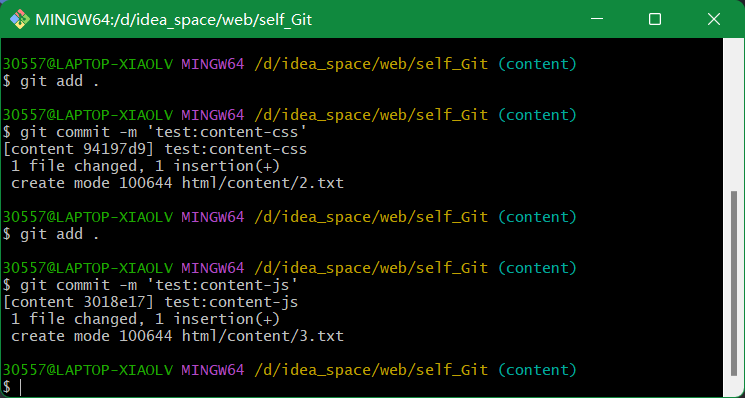 MINGW64:/d/idea_space/web/self_Git
30557@LAPTOP-XIAOLV MINGW64 /d/idea_space/web/self_Git (content)
$ git add .
30557@LAPTOP-XIAOLV MINGW64 /d/idea_space/web/self_Git (content)
$ git commit -m 'test:content-css'
[content 94197d9] test:content-css
 1 file changed, 1 insertion(+)
 create mode 100644 html/content/2.txt
30557@LAPTOP-XIAOLV MINGW64 /d/idea_space/web/self_Git (content)
$ git add .
30557@LAPTOP-XIAOLV MINGW64 /d/idea_space/web/self_Git (content)
$ git commit -m 'test:content-js'
[content 3018e17] test:content-js
 1 file changed, 1 insertion(+)
 create mode 100644 html/content/3.txt
30557@LAPTOP-XIAOLV MINGW64 /d/idea_space/web/self_Git (content)
$